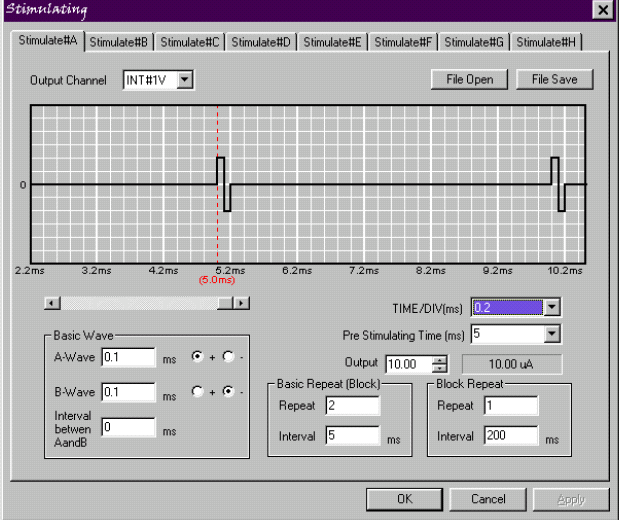 Stimulating
Stimulate#A Stimulate#B Stimulate#C Stimulate#D Stimulate#E Stimulate#F Stimulate#G Stimulate#H
Output Channel INT#1V File Open File Save
0
2.2ms 3.2ms 4.2ms 5.2ms 6.2ms 7.2ms 8.2ms 9.2ms 10.2ms
(5.0ms)
TIME/DIV(ms) 0.2
Pre Stimulating Time (ms) 5
Output 10.00 10.00 uA
Basic Wave
A-Wave 0.1 ms + -
B-Wave 0.1 ms + -
Interval
betwen
AandB
0 ms
Basic Repeat (Block)
Repeat 2
Interval 5 ms
Block Repeat
Repeat 1
Interval 200 ms
OK Cancel Apply